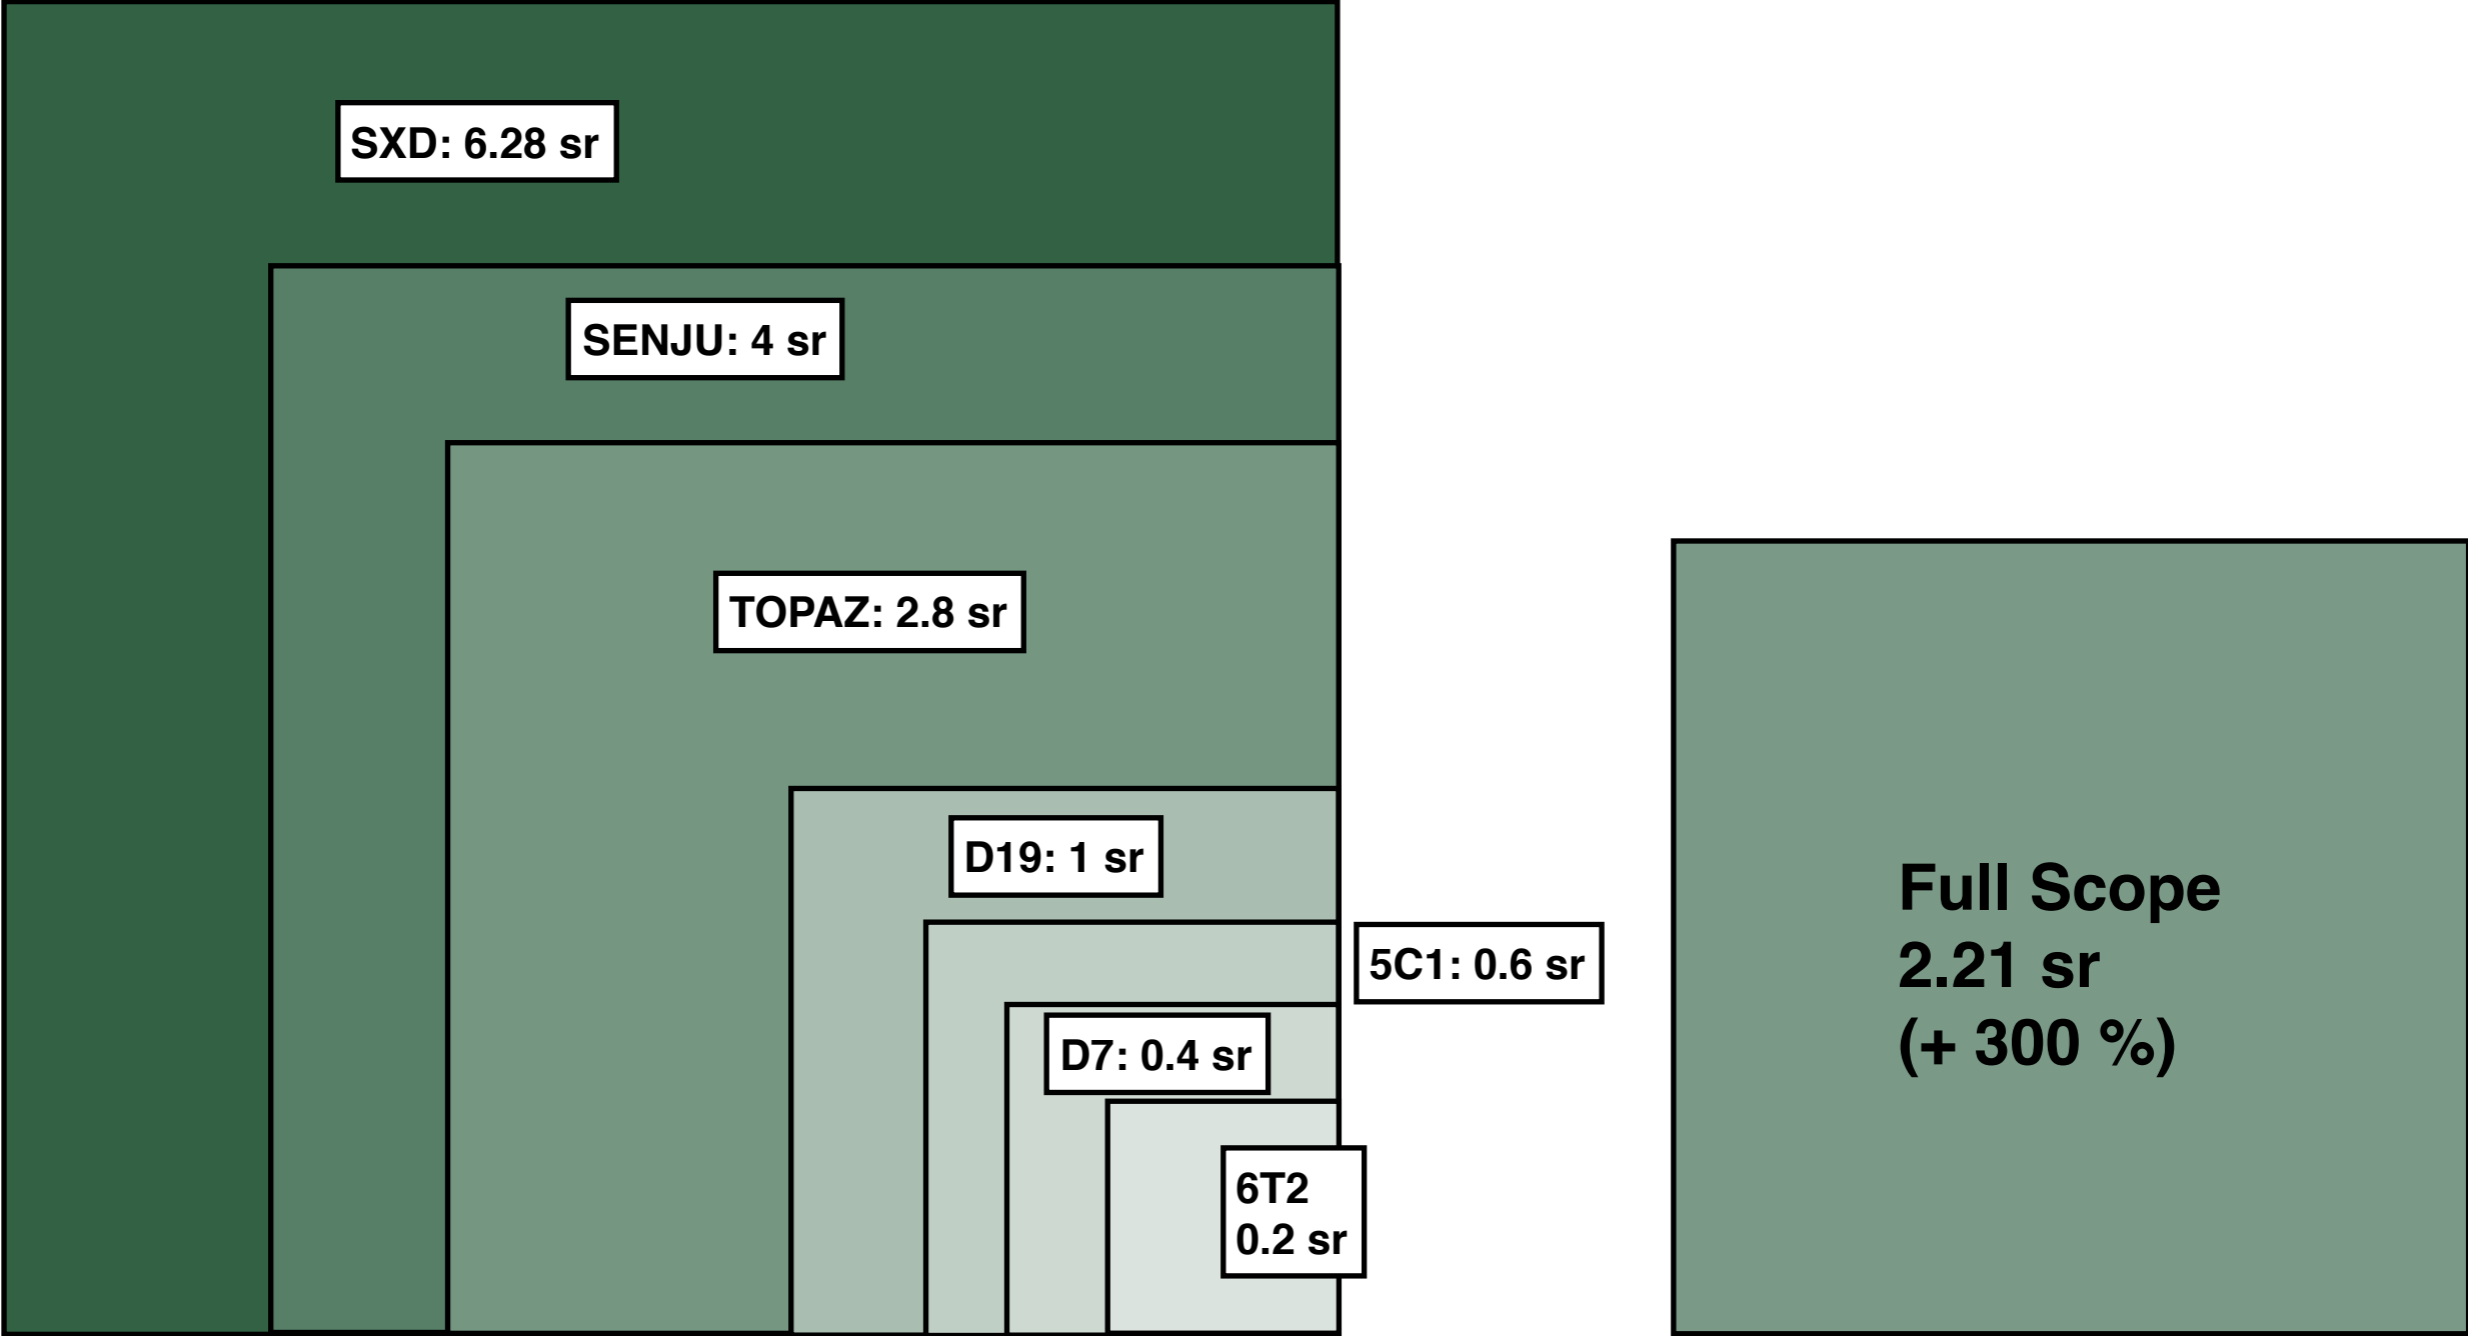 SXD: 6.28 sr
SENJU: 4 sr
TOPAZ: 2.8 sr
D19: 1 sr
5C1: 0.6 sr
D7: 0.4 sr
6T2
0.2 sr
Full Scope
2.21 sr
(+ 300 %)